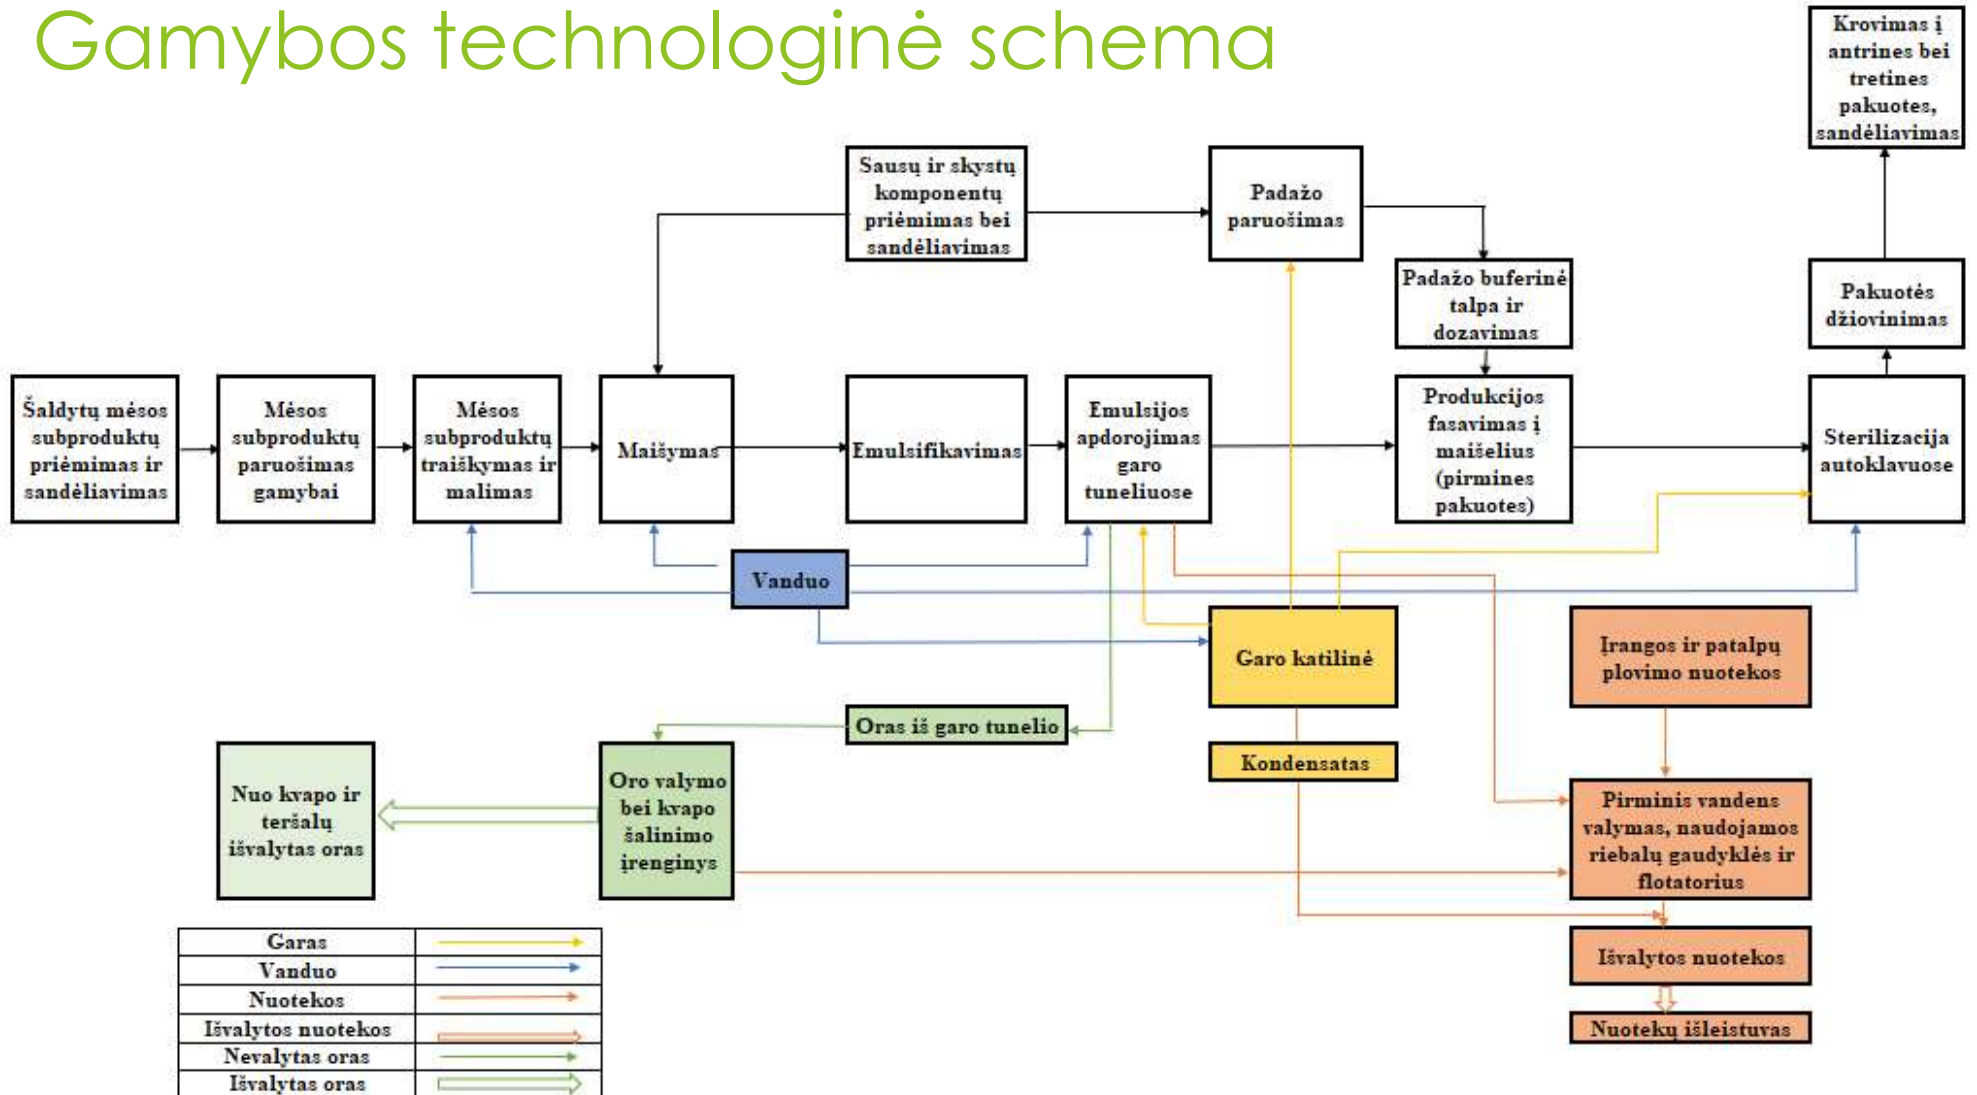 Gamybos technologinė schema
Krovimas į
antrines bei
tretines
pakuotes,
sandėliavimas
Sausų ir skystų
komponentų
priėmimas bei
sandėliavimas
Padažo
paruošimas
Padažo buferinė
talpa ir
dozavimas
Pakuotės
džiovinimas
Šaldytų mėsos
subproduktų
priėmimas ir
sandėliavimas
Mėsos
subproduktų
paruošimas
gamybai
Mėsos
subproduktų
traiškymas ir
malimas
Maišymas
Emulsifikavimas
Emulsijos
apdorojimas
garo
tuneliuose
Produkcijos
fasavimas į
maišelius
(pirmines
pakuotes)
Sterilizacija
autoklavuose
Vanduo
Garo katilinė
Įrangos ir patalpų
plovimo nuotekos
Oras iš garo tunelio
Kondensatas
Nuo kvapo ir
teršalų
išvalytas oras
Oro valymo
bei kvapo
šalinimo
įrenginys
Pirminis vandens
valymas, naudojamos
riebalų gaudyklės ir
flotatorius
Išvalytos nuotekos
Nuotekų išleistuvas
Garas
Vanduo
Nuotekos
Išvalytos nuotekos
Nevalytas oras
Išvalytas oras